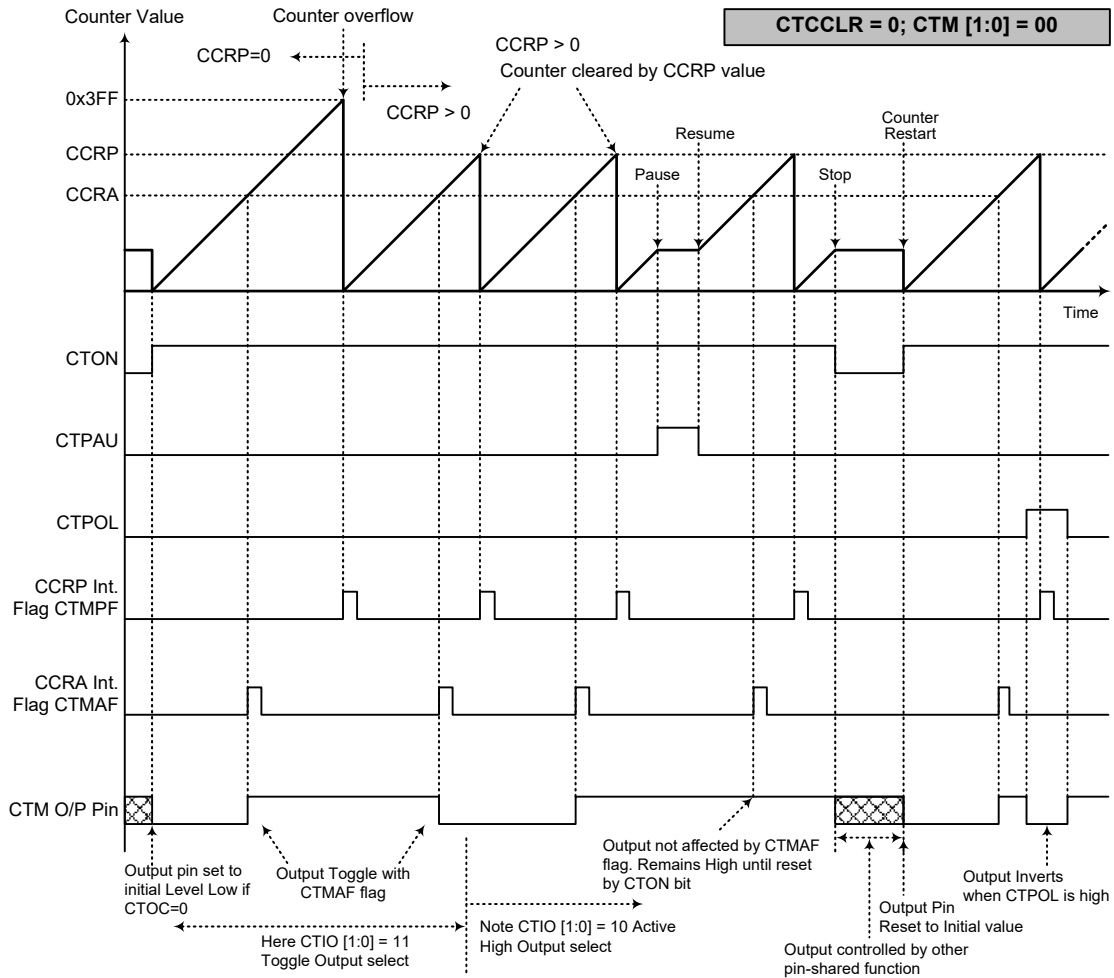 Counter Value
Counter overflow
CTCCLR = 0; CTM [1:0] = 00
CCRP=0
CCRP > 0
CCRP > 0
Counter cleared by CCRP value
0x3FF
CCRP
CCRA
Pause
Resume
Stop
Counter
Restart
Time
CTON
CTPAU
CTPOL
CCRP Int.
Flag CTMPF
CCRA Int.
Flag CTMAF
CTM O/P Pin
Output pin set to
initial Level Low if
CTOC=0
Output Toggle with
CTMAF flag
Here CTIO [1:0] = 11
Toggle Output select
Note CTIO [1:0] = 10 Active
High Output select
Output not affected by CTMAF
flag. Remains High until reset
by CTON bit
Output controlled by other
pin-shared function
Output Pin
Reset to Initial value
Output Inverts
when CTPOL is high